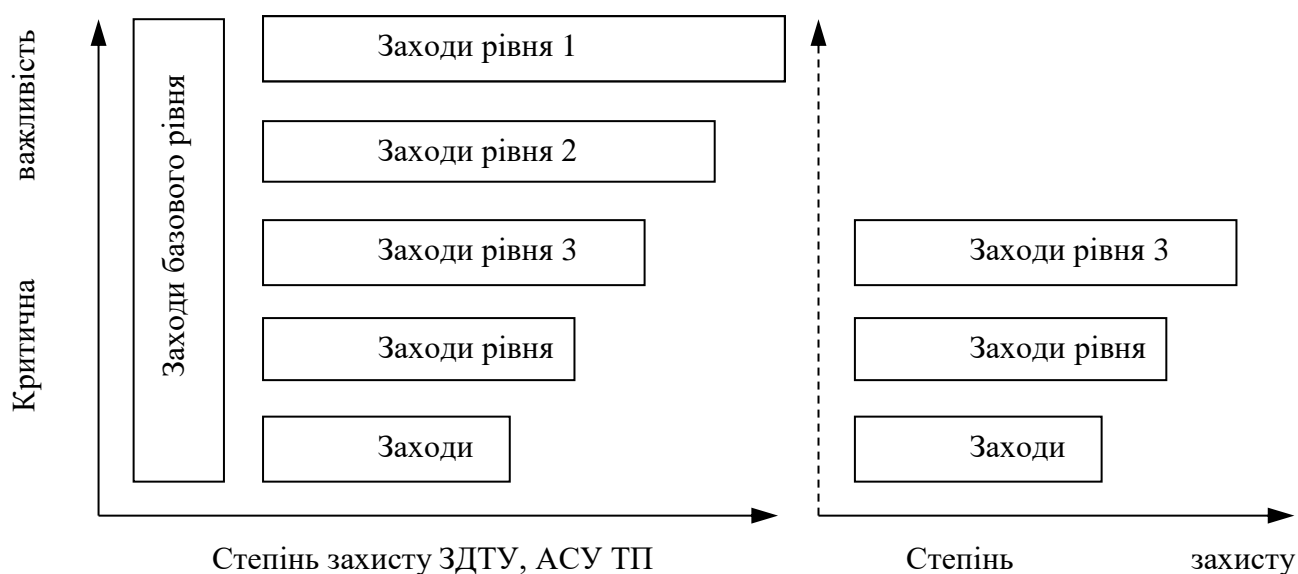 Критична важливість
Заходи базового рівня
Заходи рівня 1
Заходи рівня 2
Заходи рівня 3
Заходи рівня
Заходи
Степінь захисту ЗДТУ, АСУ ТП
Заходи рівня 3
Заходи рівня
Заходи
Степінь захисту